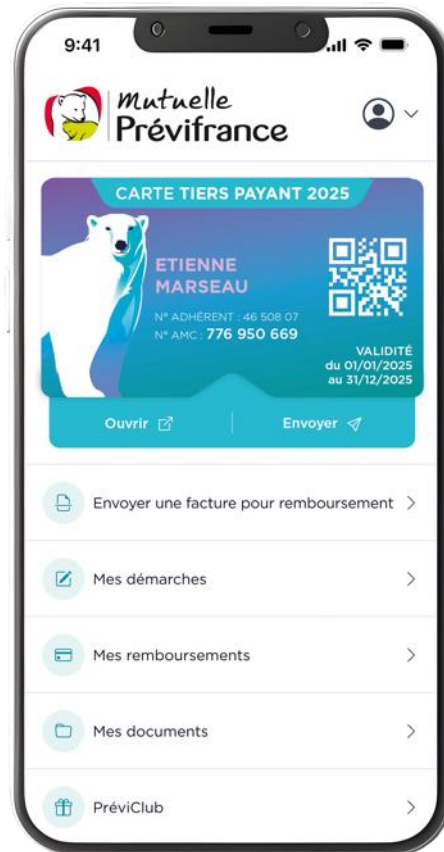 9:41
Mutuelle
Prévifrance
CARTE TIERS PAYANT 2025
ETIENNE
MARSEAU
N° ADHÉRENT : 46 508 07
N° AMC : 776 950 669
VALIDITÉ
du 01/01/2025
au 31/12/2025
Ouvrir
Envoyer
Envoyer une facture pour remboursement
Mes démarches
Mes remboursements
Mes documents
PréviClub